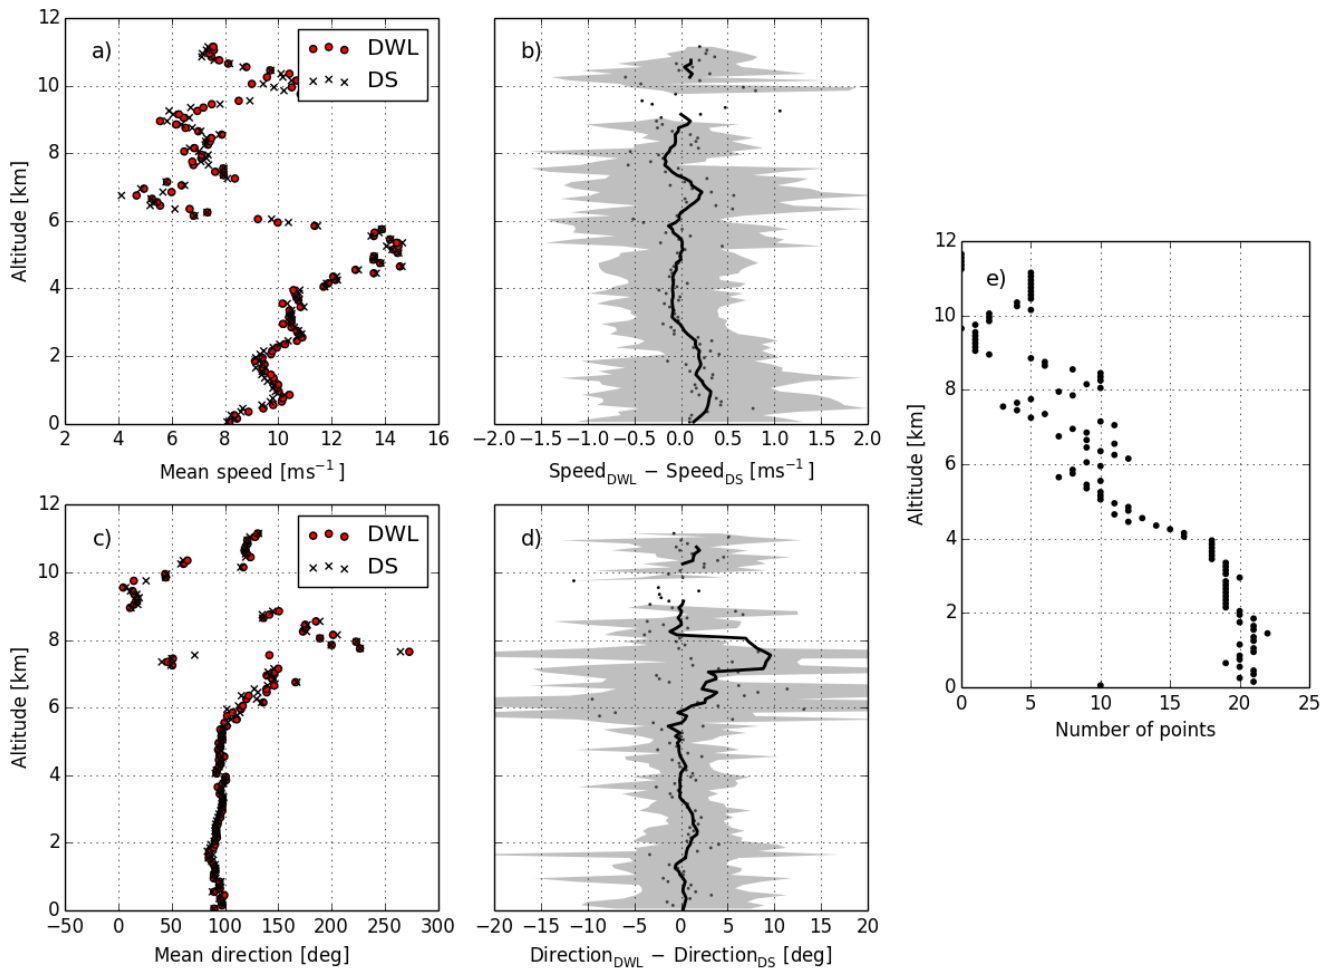 a)
DWL
DS
12
10
8
6
4
2
0
Altitude [km]
2 4 6 8 10 12 14 16
Mean speed [ms⁻¹]
b)
−2.0 −1.5 −1.0 −0.5 0.0 0.5 1.0 1.5 2.0
Speed_DWL − Speed_DS [ms⁻¹]
c)
DWL
DS
12
10
8
6
4
2
0
Altitude [km]
−50 0 50 100 150 200 250 300
Mean direction [deg]
d)
−20 −15 −10 −5 0 5 10 15 20
Direction_DWL − Direction_DS [deg]
e)
12
10
8
6
4
2
0
Altitude [km]
0 5 10 15 20 25
Number of points